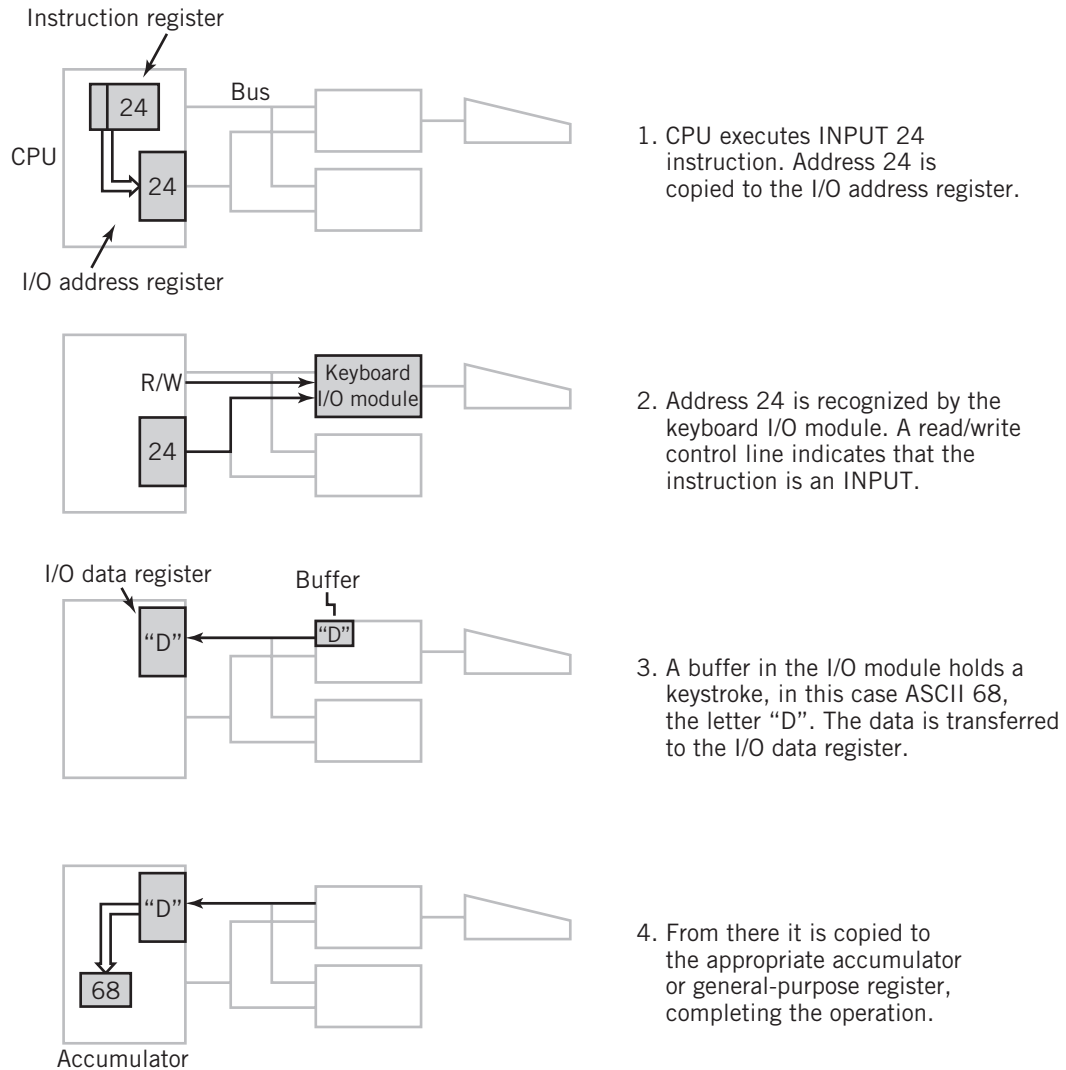 Instruction register
24
Bus
CPU
24
I/O address register
1. CPU executes INPUT 24
instruction. Address 24 is
copied to the I/O address register.
R/W
Keyboard
I/O module
24
2. Address 24 is recognized by the
keyboard I/O module. A read/write
control line indicates that the
instruction is an INPUT.
I/O data register
Buffer
“D”
“D”
3. A buffer in the I/O module holds a
keystroke, in this case ASCII 68,
the letter “D”. The data is transferred
to the I/O data register.
“D”
68
Accumulator
4. From there it is copied to
the appropriate accumulator
or general-purpose register,
completing the operation.